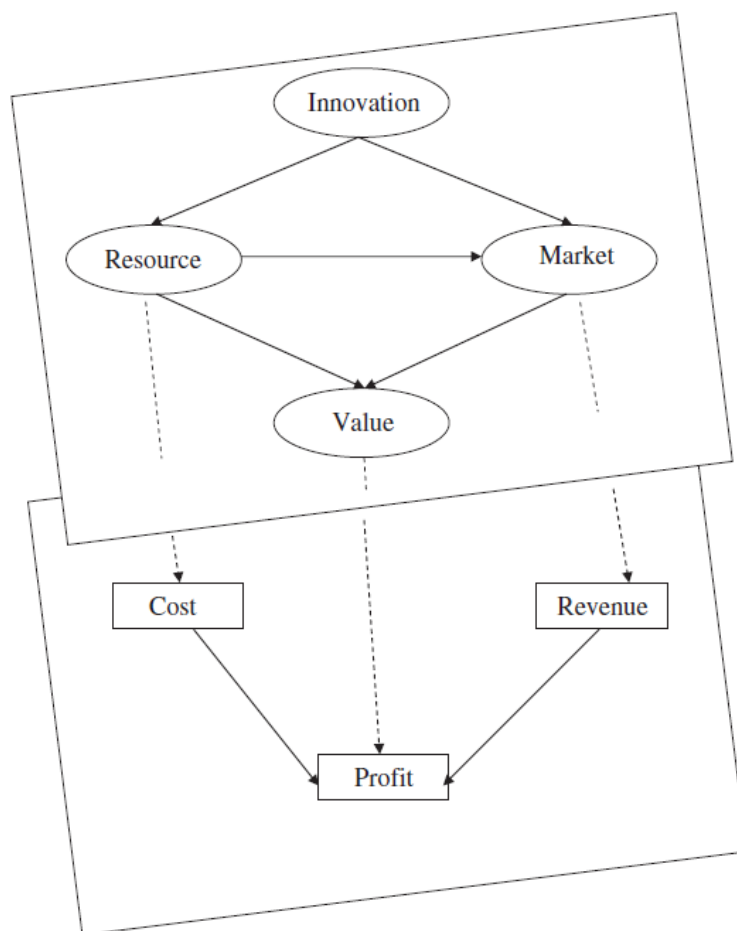 Innovation
Resource
Market
Value
Cost
Revenue
Profit